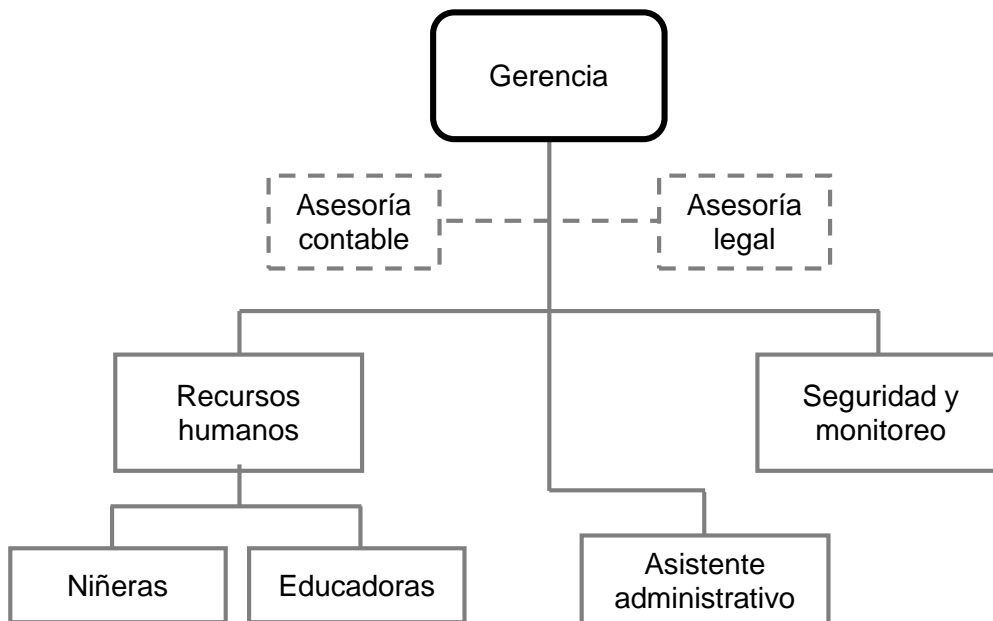 Gerencia
Asesoría
contable
Asesoría
legal
Recursos
humanos
Seguridad y
monitoreo
Niñeras
Educadoras
Asistente
administrativo